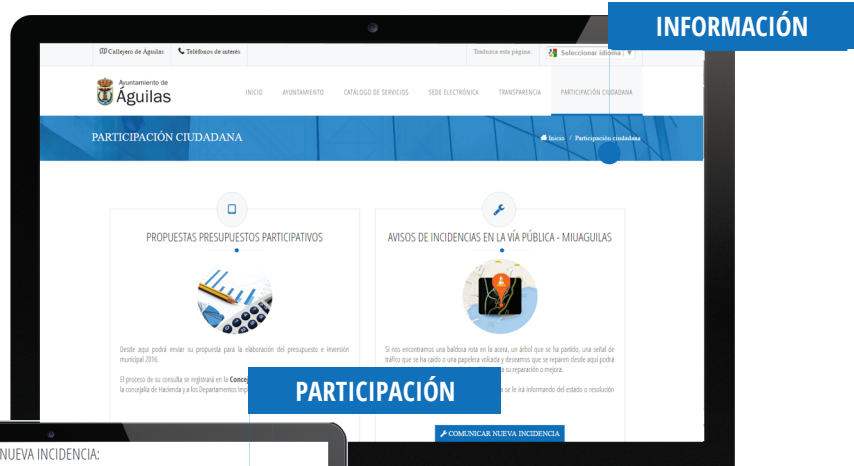 INFORMACIÓN
Callejero de Águilas
Teléfonos de interés
Traduzca esta página:
Seleccionar idioma
Ayuntamiento de
Águilas
INICIO
AYUNTAMIENTO
CATÁLOGO DE SERVICIOS
SEDE ELECTRÓNICA
TRANSPARENCIA
PARTICIPACIÓN CIUDADANA
PARTICIPACIÓN CIUDADANA
Inicio / Participación ciudadana
PROPUESTAS PRESUPUESTOS PARTICIPATIVOS
Desde aquí podrá enviar su propuesta para la elaboración del presupuesto e inversión
municipal 2016.
El proceso de su consulta se registrará en la
la concejalía de Hacienda y a los Departamentos
AVISOS DE INCIDENCIAS EN LA VÍA PÚBLICA - MIUAGUILAS
Si nos encontramos una baldosa rota en la acera, un árbol que se ha partido, una señal de
tráfico que se ha caído o una papelera volcada y deseamos que se reparen desde aquí podrá
a su reparación o mejora.
se le irá informando del estado o resolución
PARTICIPACIÓN
COMUNICAR NUEVA INCIDENCIA
NUEVA INCIDENCIA: